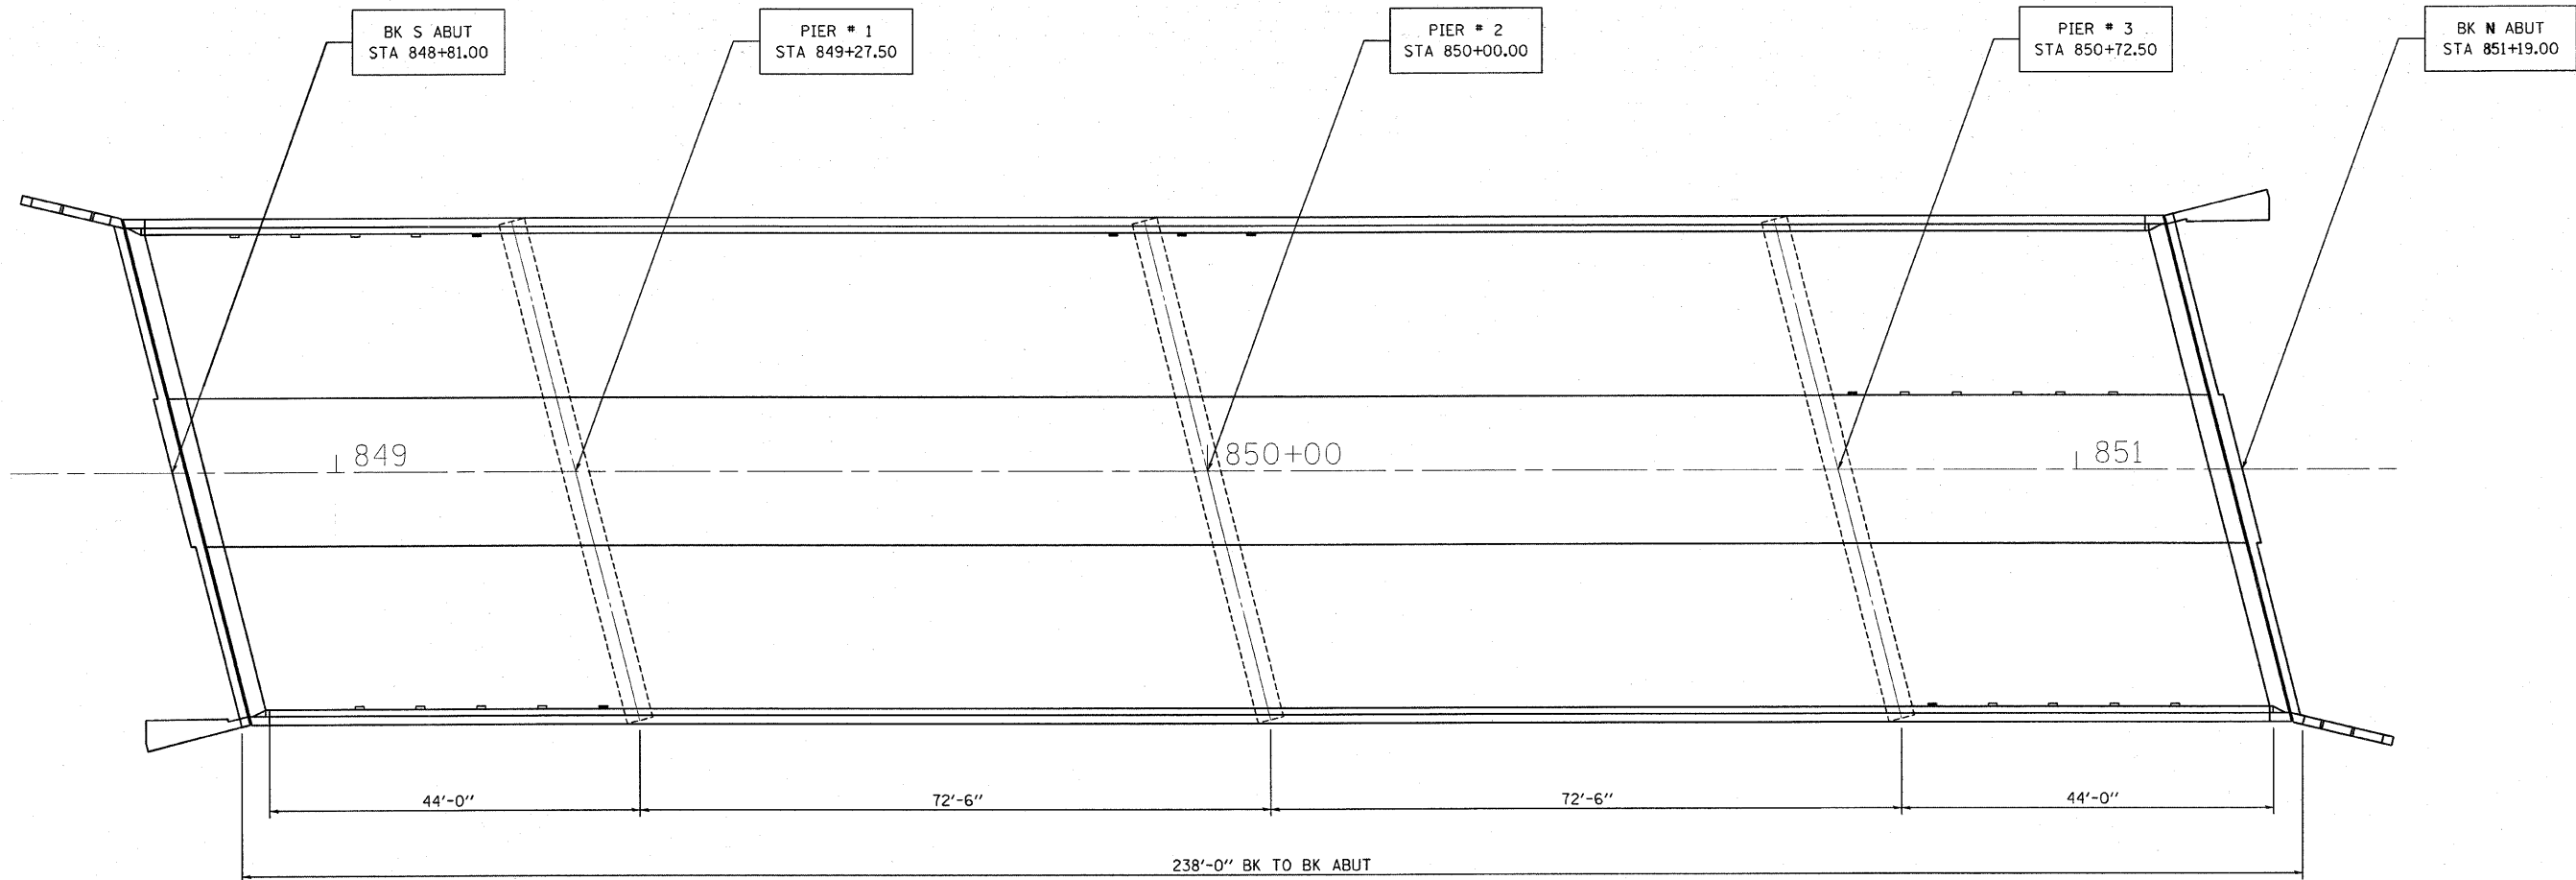 BK S ABUT
STA 848+81.00
PIER # 1
STA 849+27.50
PIER # 2
STA 850+00.00
PIER # 3
STA 850+72.50
BK N ABUT
STA 851+19.00
849
850+00
851
44'-0"
72'-6"
72'-6"
44'-0"
238'-0" BK TO BK ABUT